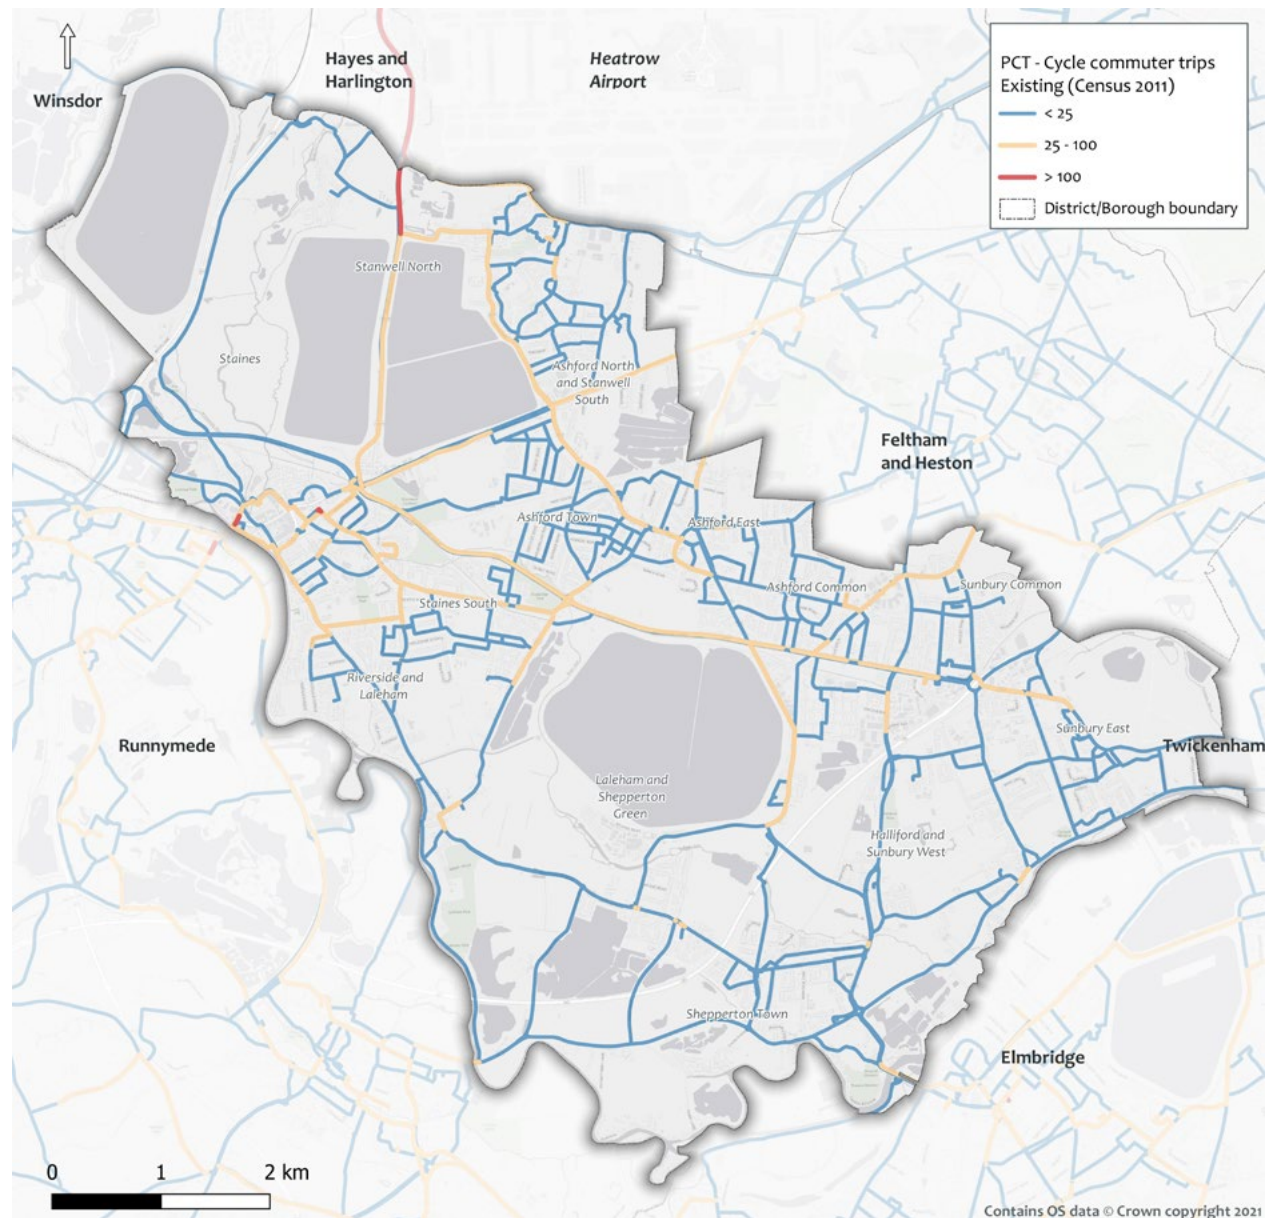 Hayes and
Harlington
Heatrow
Airport
Winsdor
PCT - Cycle commuter trips
Existing (Census 2011)
< 25
25 - 100
> 100
District/Borough boundary
Stanwell North
Staines
Ashford North
and Stanwell
South
Feltham
and Heston
Ashford Town
Ashford East
Ashford Common
Sunbury Common
Staines South
Riverside and
Laleham
Runnymede
Sunbury East
Twickenham
Laleham and
Shepperton
Green
Halliford and
Sunbury West
Shepperton Town
Elmbridge
0 1 2 km
Contains OS data © Crown copyright 2021